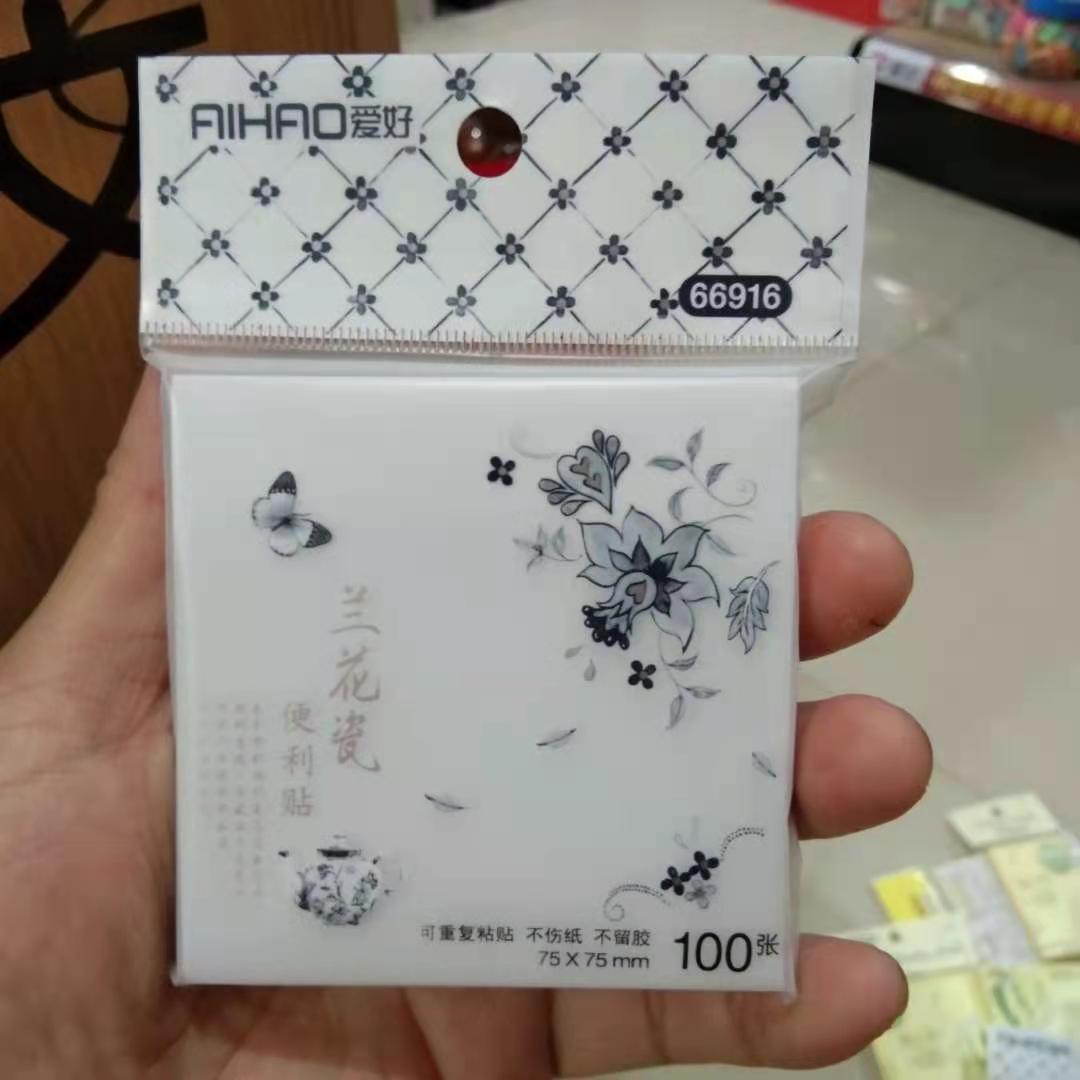 AIHAO爱好
66916
兰花瓷
便利贴
可重复粘贴 不伤纸 不留胶
75 X 75 mm
100张